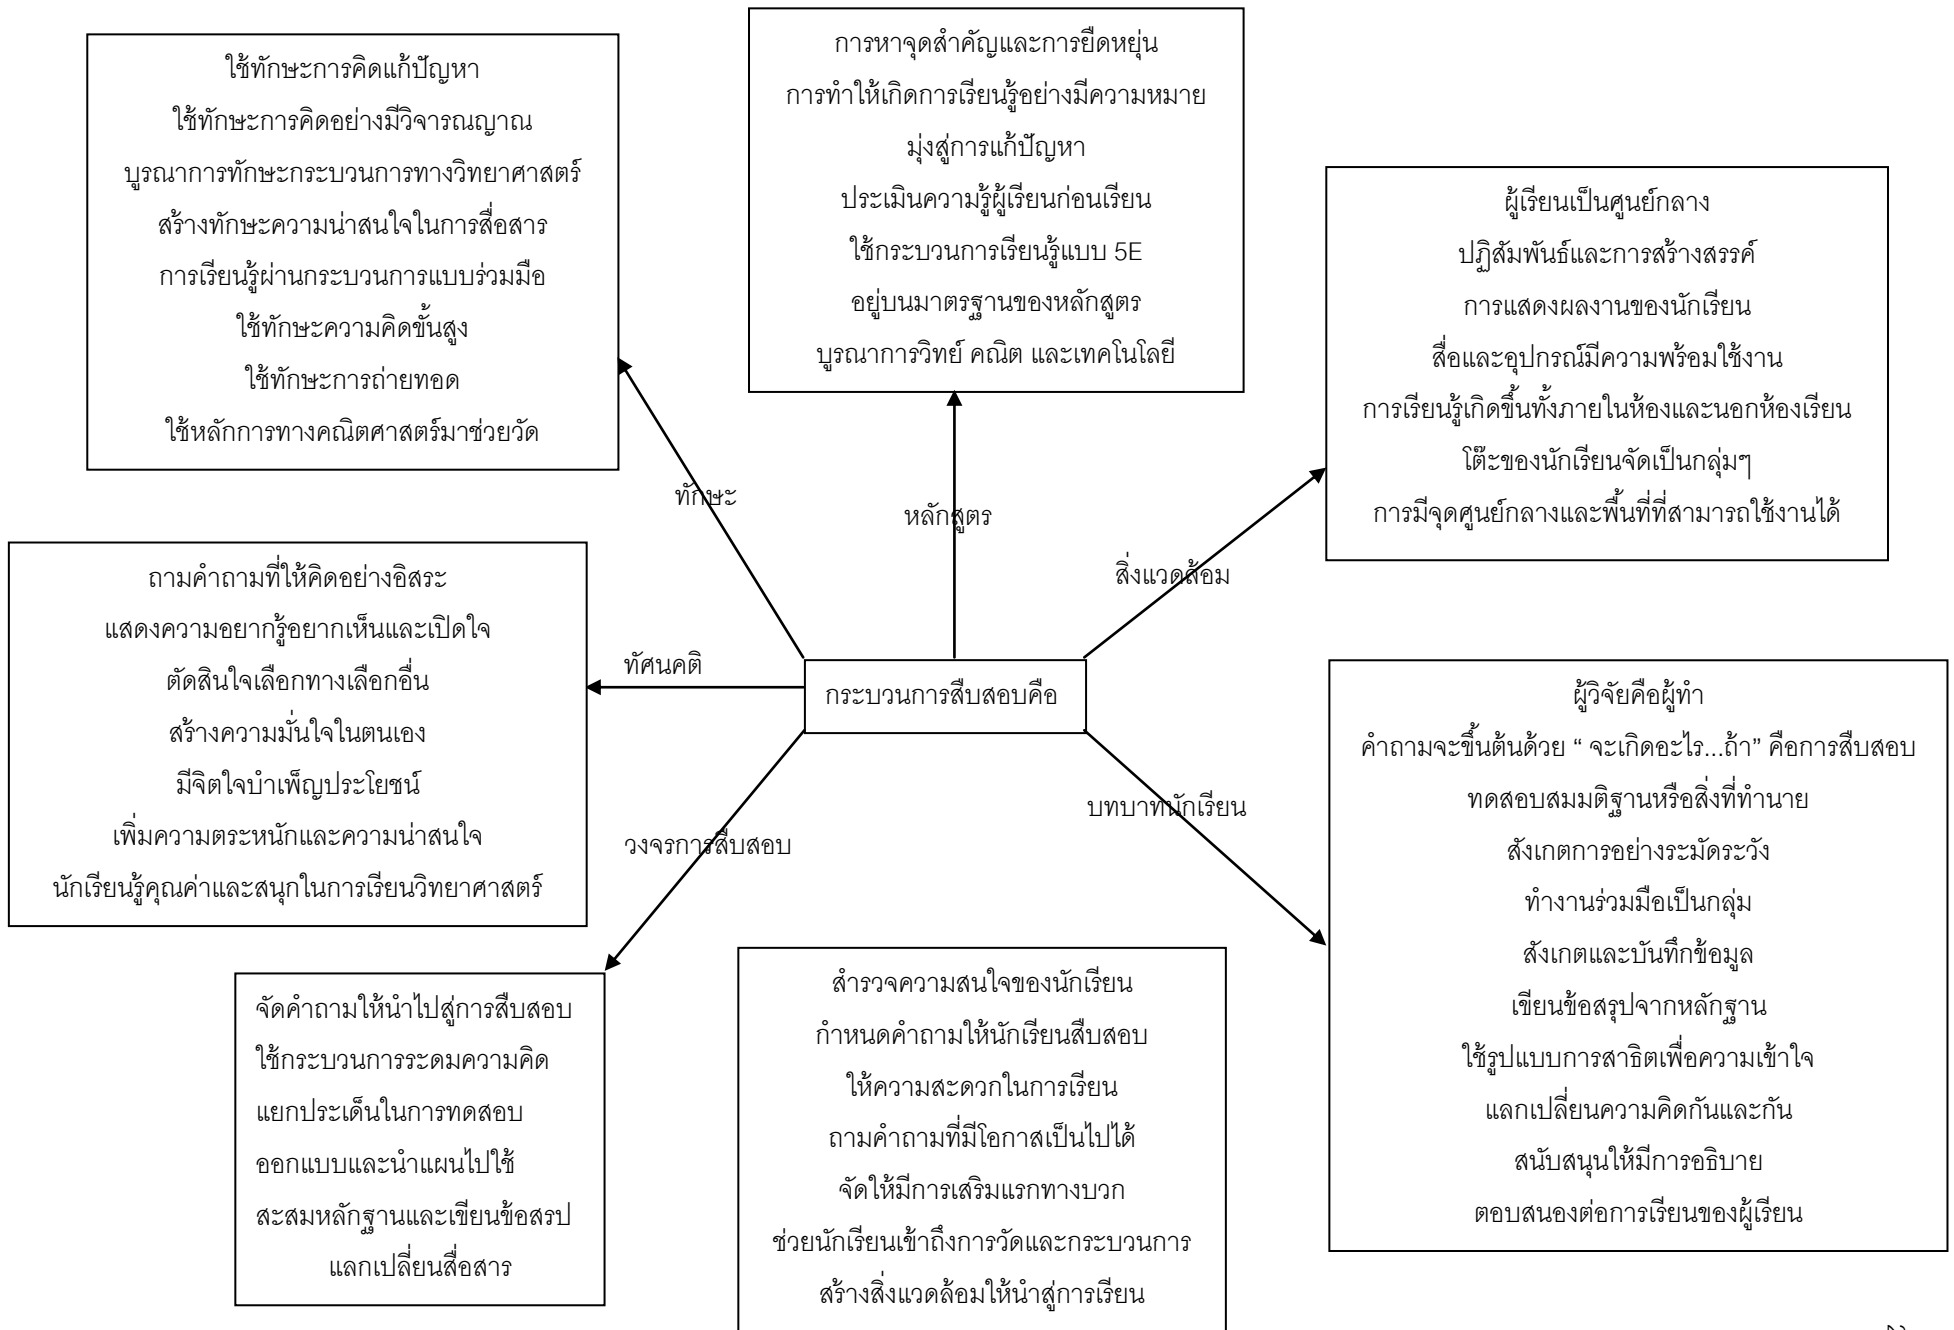 การหาจุดสำคัญและการยืดหยุ่น
การทำให้เกิดการเรียนรู้อย่างมีความหมาย
มุ่งสู่การแก้ปัญหา
ประเมินความรู้ผู้เรียนก่อนเรียน
ใช้กระบวนการเรียนรู้แบบ 5E
อยู่บนมาตรฐานของหลักสูตร
บูรณาการวิทย์ คณิต และเทคโนโลยี
ใช้ทักษะการคิดแก้ปัญหา
ใช้ทักษะการคิดอย่างมีวิจารณญาณ
บูรณาการทักษะกระบวนการทางวิทยาศาสตร์
สร้างทักษะความน่าสนใจในการสื่อสาร
การเรียนรู้ผ่านกระบวนการแบบร่วมมือ
ใช้ทักษะความคิดขั้นสูง
ใช้ทักษะการถ่ายทอด
ใช้หลักการทางคณิตศาสตร์มาช่วยวัด
ผู้เรียนเป็นศูนย์กลาง
ปฏิสัมพันธ์และการสร้างสรรค์
การแสดงผลงานของนักเรียน
สื่อและอุปกรณ์มีความพร้อมใช้งาน
การเรียนรู้เกิดขึ้นทั้งภายในห้องและนอกห้องเรียน
โต๊ะของนักเรียนจัดเป็นกลุ่มๆ
การมีจุดศูนย์กลางและพื้นที่ที่สามารถใช้งานได้
ทักษะ
หลักสูตร
สิ่งแวดล้อม
ถามคำถามที่ให้คิดอย่างอิสระ
แสดงความอยากรู้อยากเห็นและเปิดใจ
ตัดสินใจเลือกทางเลือกอื่น
สร้างความมั่นใจในตนเอง
มีจิตใจบำเพ็ญประโยชน์
เพิ่มความตระหนักและความน่าสนใจ
นักเรียนรู้คุณค่าและสนุกในการเรียนวิทยาศาสตร์
ทัศนคติ
กระบวนการสืบสอบคือ
ผู้วิจัยคือผู้ทำ
คำถามจะขึ้นต้นด้วย “ จะเกิดอะไร...ถ้า” คือการสืบสอบ
ทดสอบสมมติฐานหรือสิ่งที่ทำนาย
สังเกตการอย่างระมัดระวัง
ทำงานร่วมมือเป็นกลุ่ม
สังเกตและบันทึกข้อมูล
เขียนข้อสรุปจากหลักฐาน
ใช้รูปแบบการสาธิตเพื่อความเข้าใจ
แลกเปลี่ยนความคิดกันและกัน
สนับสนุนให้มีการอธิบาย
ตอบสนองต่อการเรียนของผู้เรียน
บทบาทนักเรียน
วงจรการสืบสอบ
จัดคำถามให้นำไปสู่การสืบสอบ
ใช้กระบวนการระดมความคิด
แยกประเด็นในการทดสอบ
ออกแบบและนำแผนไปใช้
สะสมหลักฐานและเขียนข้อสรุป
แลกเปลี่ยนสื่อสาร
สำรวจความสนใจของนักเรียน
กำหนดคำถามให้นักเรียนสืบสอบ
ให้ความสะดวกในการเรียน
ถามคำถามที่มีโอกาสเป็นไปได้
จัดให้มีการเสริมแรกทางบวก
ช่วยนักเรียนเข้าถึงการวัดและกระบวนการ
สร้างสิ่งแวดล้อมให้นำสู่การเรียน